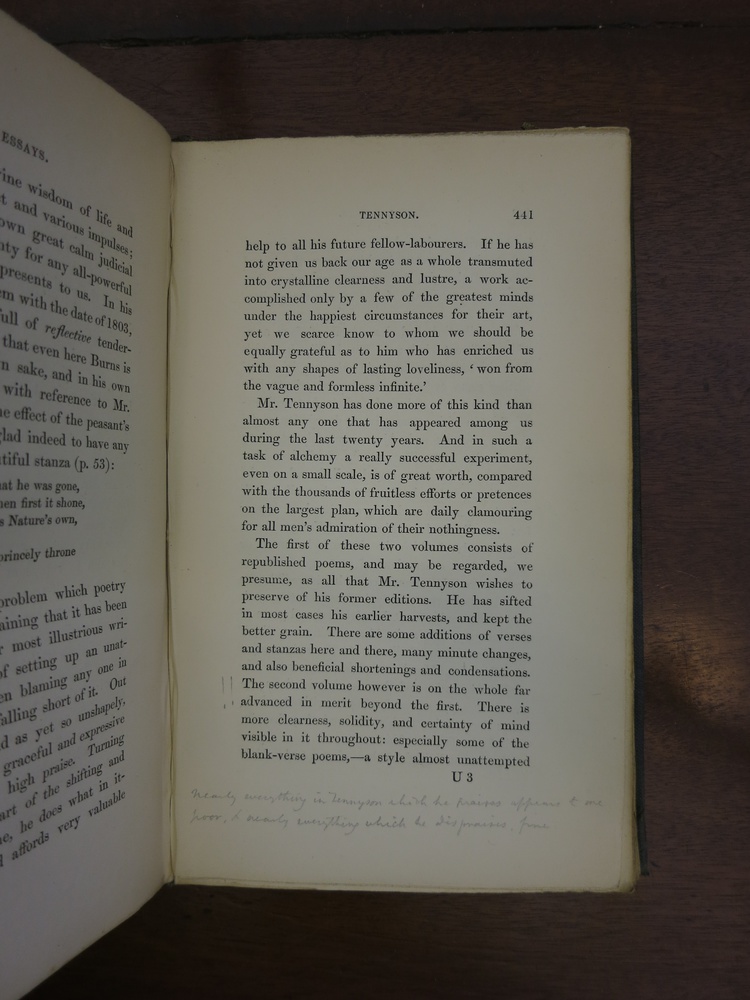 ESSAYS.
wisdom of life and
and various impulses;
own great calm judicial
for any all-powerful
presents to us. In his
with the date of 1803,
full of reflective tender-
that even here Burns is
sake, and in his own
with reference to Mr.
effect of the peasant's
glad indeed to have any
stanza (p. 53):
at he was gone,
first it shone,
Nature's own,
princely throne
problem which poetry
that it has been
most illustrious wri-
of setting up an unat-
blaming any one in
falling short of it. Out
as yet so unshapely,
graceful and expressive
high praise. Turning
of the shifting and
he does what in it-
affords very valuable
TENNYSON. 441
help to all his future fellow-labourers. If he has
not given us back our age as a whole transmuted
into crystalline clearness and lustre, a work ac-
complished only by a few of the greatest minds
under the happiest circumstances for their art,
yet we scarce know to whom we should be
equally grateful as to him who has enriched us
with any shapes of lasting loveliness, ‘ won from
the vague and formless infinite.’
Mr. Tennyson has done more of this kind than
almost any one that has appeared among us
during the last twenty years. And in such a
task of alchemy a really successful experiment,
even on a small scale, is of great worth, compared
with the thousands of fruitless efforts or pretences
on the largest plan, which are daily clamouring
for all men's admiration of their nothingness.
The first of these two volumes consists of
republished poems, and may be regarded, we
presume, as all that Mr. Tennyson wishes to
preserve of his former editions. He has sifted
in most cases his earlier harvests, and kept the
better grain. There are some additions of verses
and stanzas here and there, many minute changes,
and also beneficial shortenings and condensations.
The second volume however is on the whole far
advanced in merit beyond the first. There is
more clearness, solidity, and certainty of mind
visible in it throughout: especially some of the
blank-verse poems,—a style almost unattempted
U 3
Nearly everything in Tennyson which he praises appears to me
poor, & nearly everything which he dispraises, fine